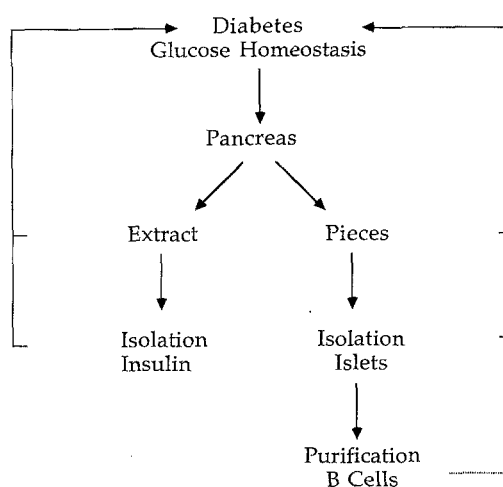 Diabetes
Glucose Homeostasis
Pancreas
Extract
Pieces
Isolation
Insulin
Isolation
Islets
Purification
B Cells